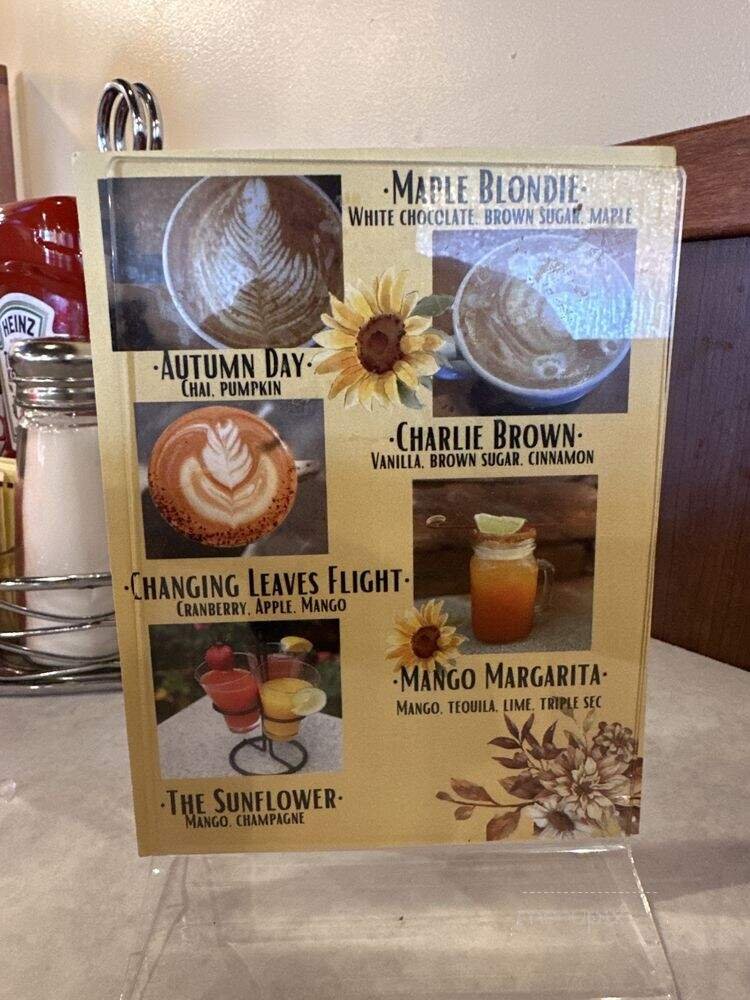 ·MAPLE BLONDIE·
WHITE CHOCOLATE, BROWN SUGAR, MAPLE
·AUTUMN DAY·
CHAI, PUMPKIN
·CHARLIE BROWN·
VANILLA, BROWN SUGAR, CINNAMON
·CHANGING LEAVES FLIGHT·
CRANBERRY, APPLE, MANGO
·MANGO MARGARITA·
MANGO, TEQUILA, LIME, TRIPLE SEC
·THE SUNFLOWER·
MANGO, CHAMPAGNE
HEINZ